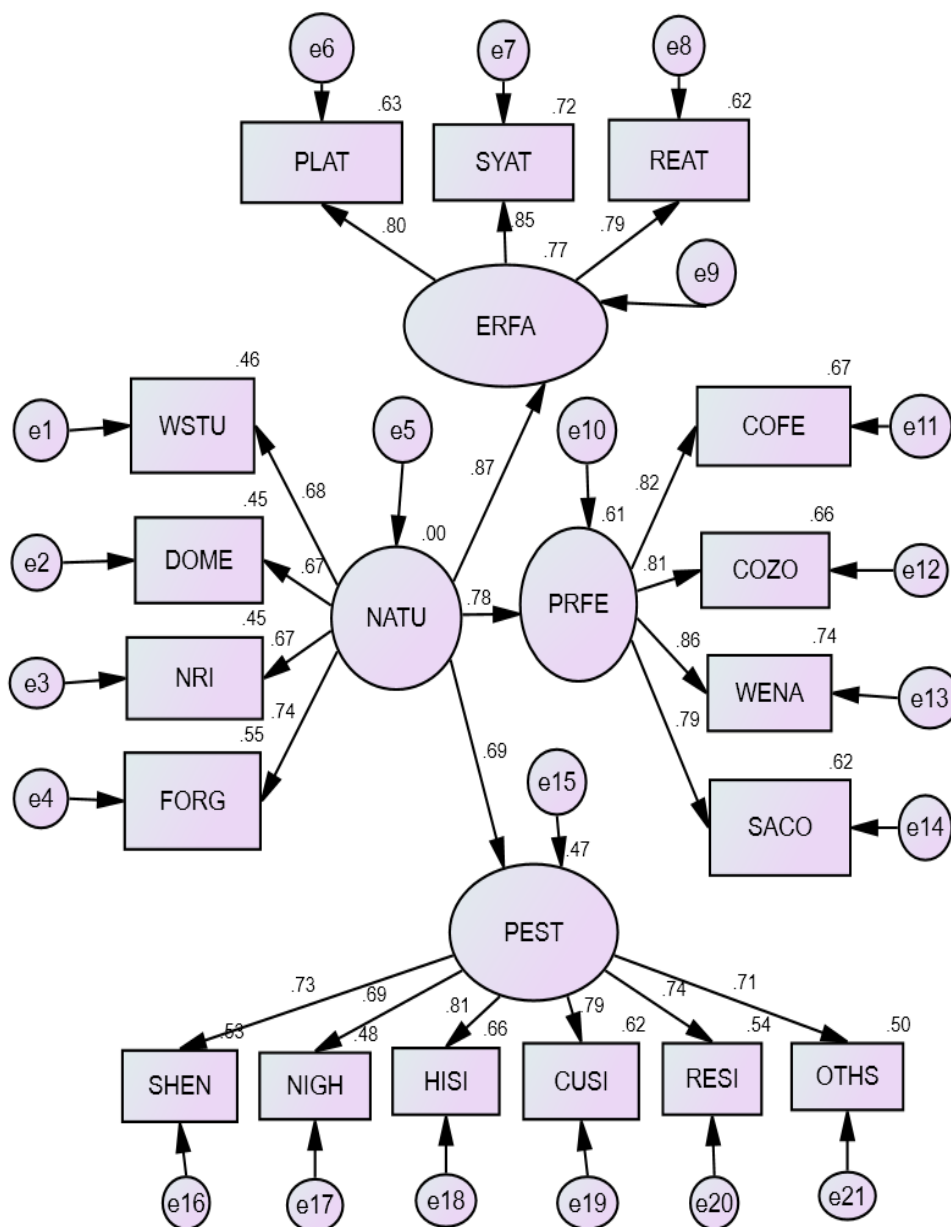 e6
e7
e8
.63
.72
.62
PLAT
SYAT
REAT
.80
.85
.79
.77
e9
ERFA
.46
.67
e1
WSTU
e5
e10
COFE
e11
.87
.82
.68
.45
.00
.61
.66
e2
DOME
.67
.81
COZO
e12
NATU
.78
PRFE
.45
.67
.86
.74
e3
NRI
WENA
e13
.74
.79
.55
.69
.62
e4
FORG
e15
SACO
e14
.47
PEST
.73
.69
.81
.79
.74
.71
.53
.48
.66
.62
.54
.50
SHEN
NIGH
HISI
CUSI
RESI
OTHS
e16
e17
e18
e19
e20
e21